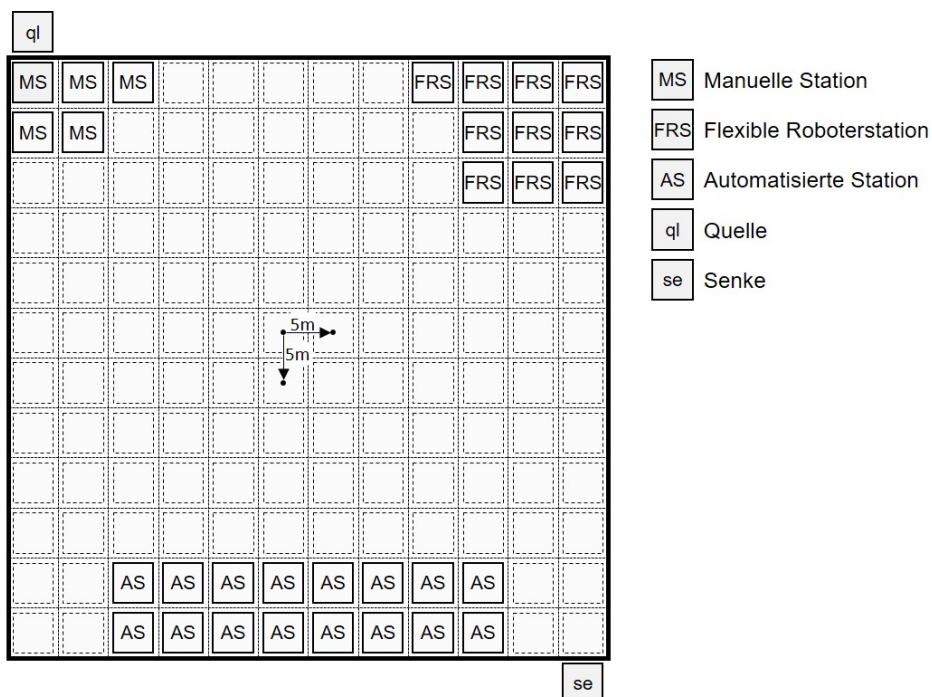 ql
MS MS MS FRS FRS FRS FRS
MS MS FRS FRS FRS
FRS FRS FRS
5m
5m
AS AS AS AS AS AS AS AS
AS AS AS AS AS AS AS AS
se
MS Manuelle Station
FRS Flexible Roboterstation
AS Automatisierte Station
ql Quelle
se Senke